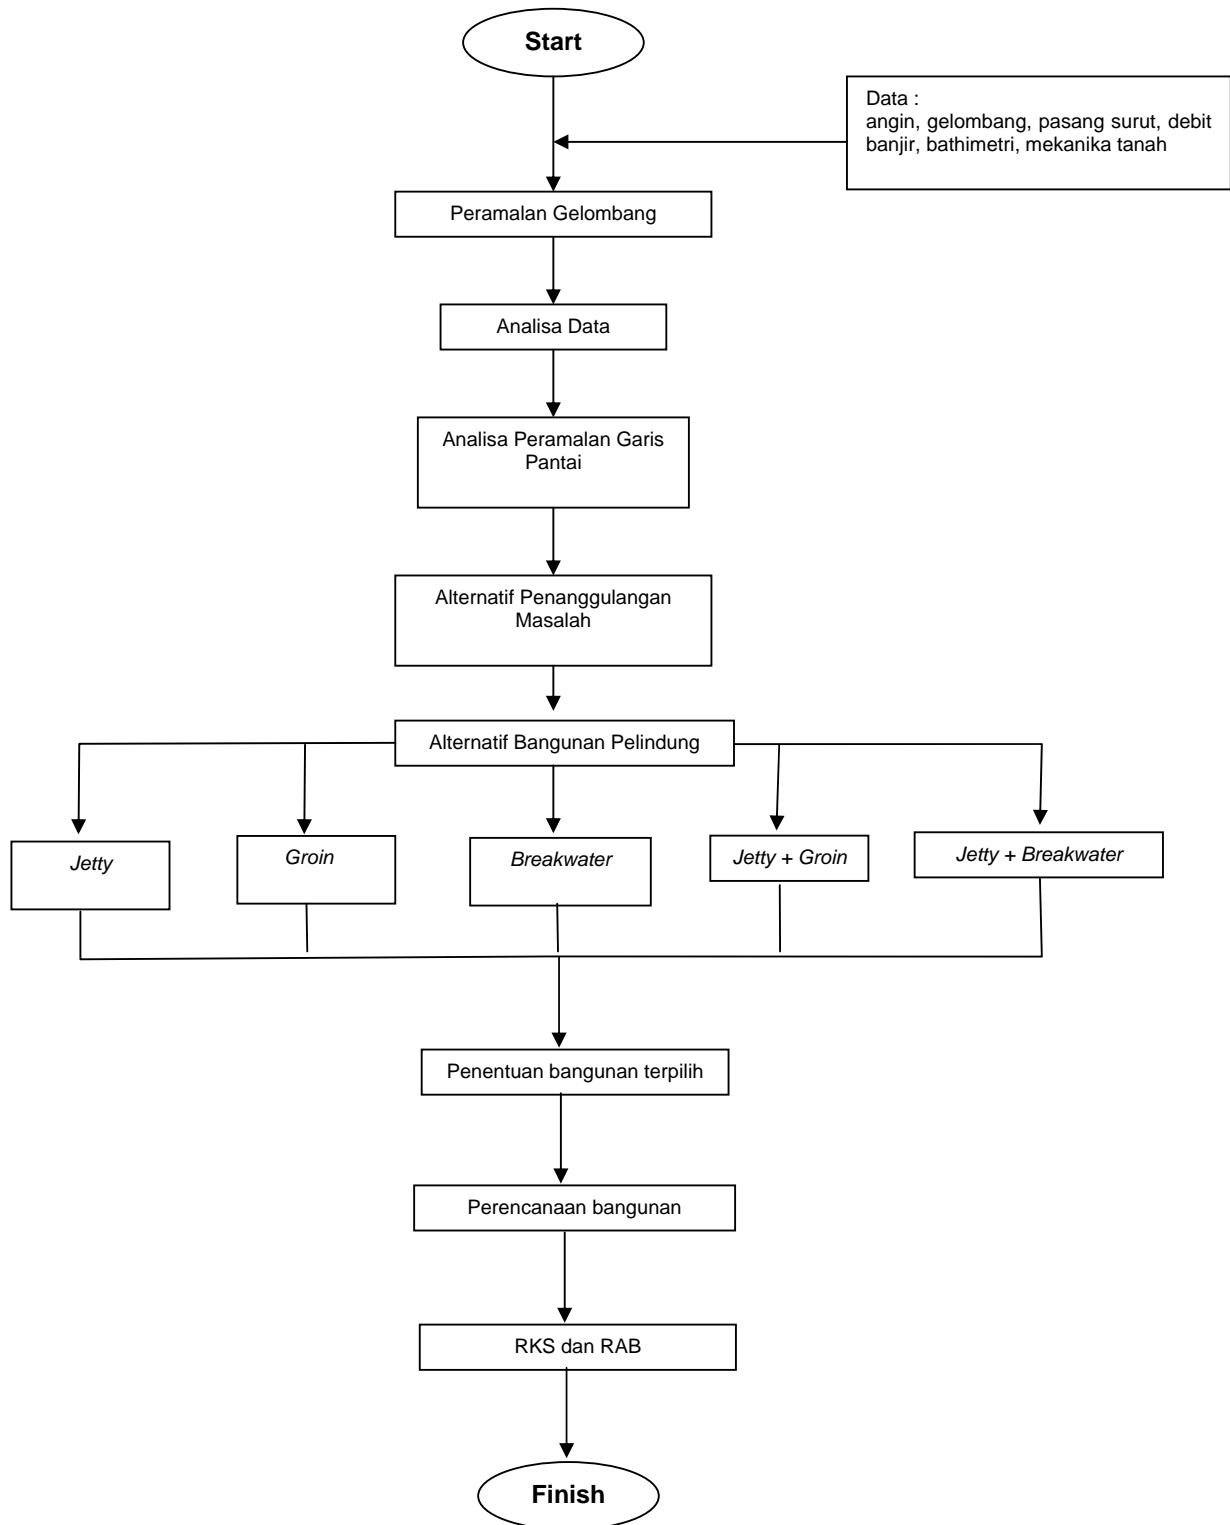 Start
Data :
angin, gelombang, pasang surut, debit
banjir, bathimetri, mekanika tanah
Peramalan Gelombang
Analisa Data
Analisa Peramalan Garis
Pantai
Alternatif Penanggulangan
Masalah
Alternatif Bangunan Pelindung
Jetty
Groin
Breakwater
Jetty + Groin
Jetty + Breakwater
Penentuan bangunan terpilih
Perencanaan bangunan
RKS dan RAB
Finish